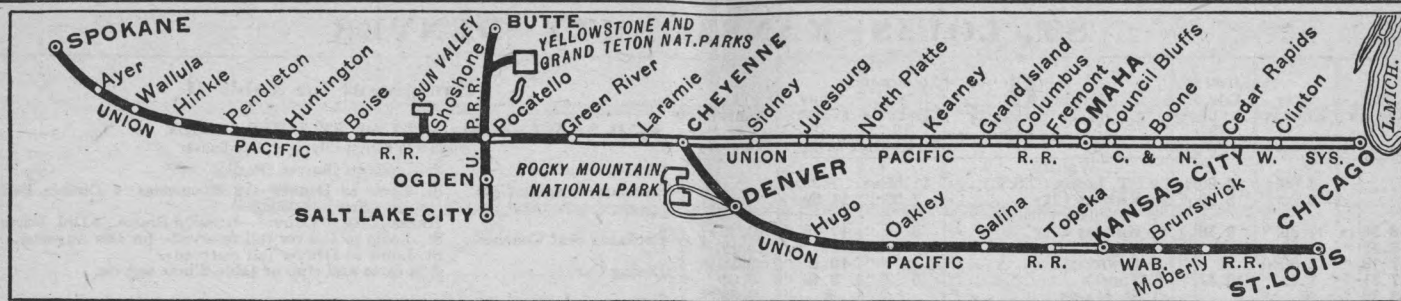 SPOKANE
Ayer
Wallula
Hinkle
Pendleton
Huntington
Boise
SUN VALLEY
Shoshone
BUTTE
YELLOWSTONE AND
GRAND TETON NAT. PARKS
Pocatello
Green River
Laramie
CHEYENNE
Sidney
Julesburg
North Platte
Kearney
Grand Island
Columbus
Fremont
OMAHA
Council Bluffs
Boone
Cedar Rapids
Clinton
CHICAGO
L. MICH.
UNION PACIFIC R. R.
U. P. R. R.
OGDEN
SALT LAKE CITY
UNION PACIFIC R. R.
C. & N. W. SYS.
ROCKY MOUNTAIN
NATIONAL PARK
DENVER
Hugo
Oakley
Salina
Topeka
KANSAS CITY
Brunswick
Moberly
ST. LOUIS
UNION PACIFIC R. R.
WAB. R.R.